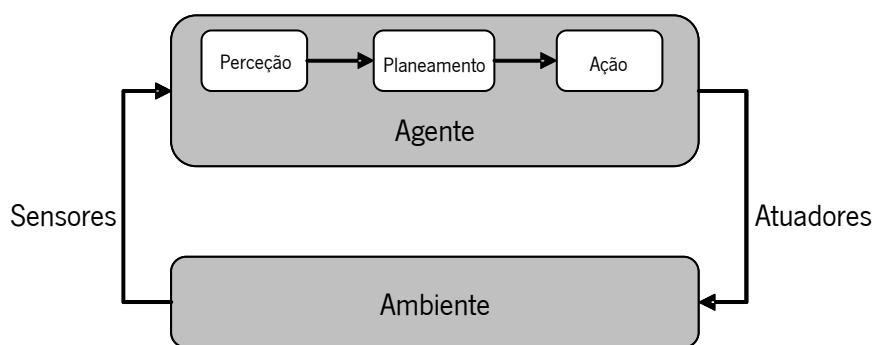 Perceção
Planeamento
Ação
Agente
Sensores
Atuadores
Ambiente